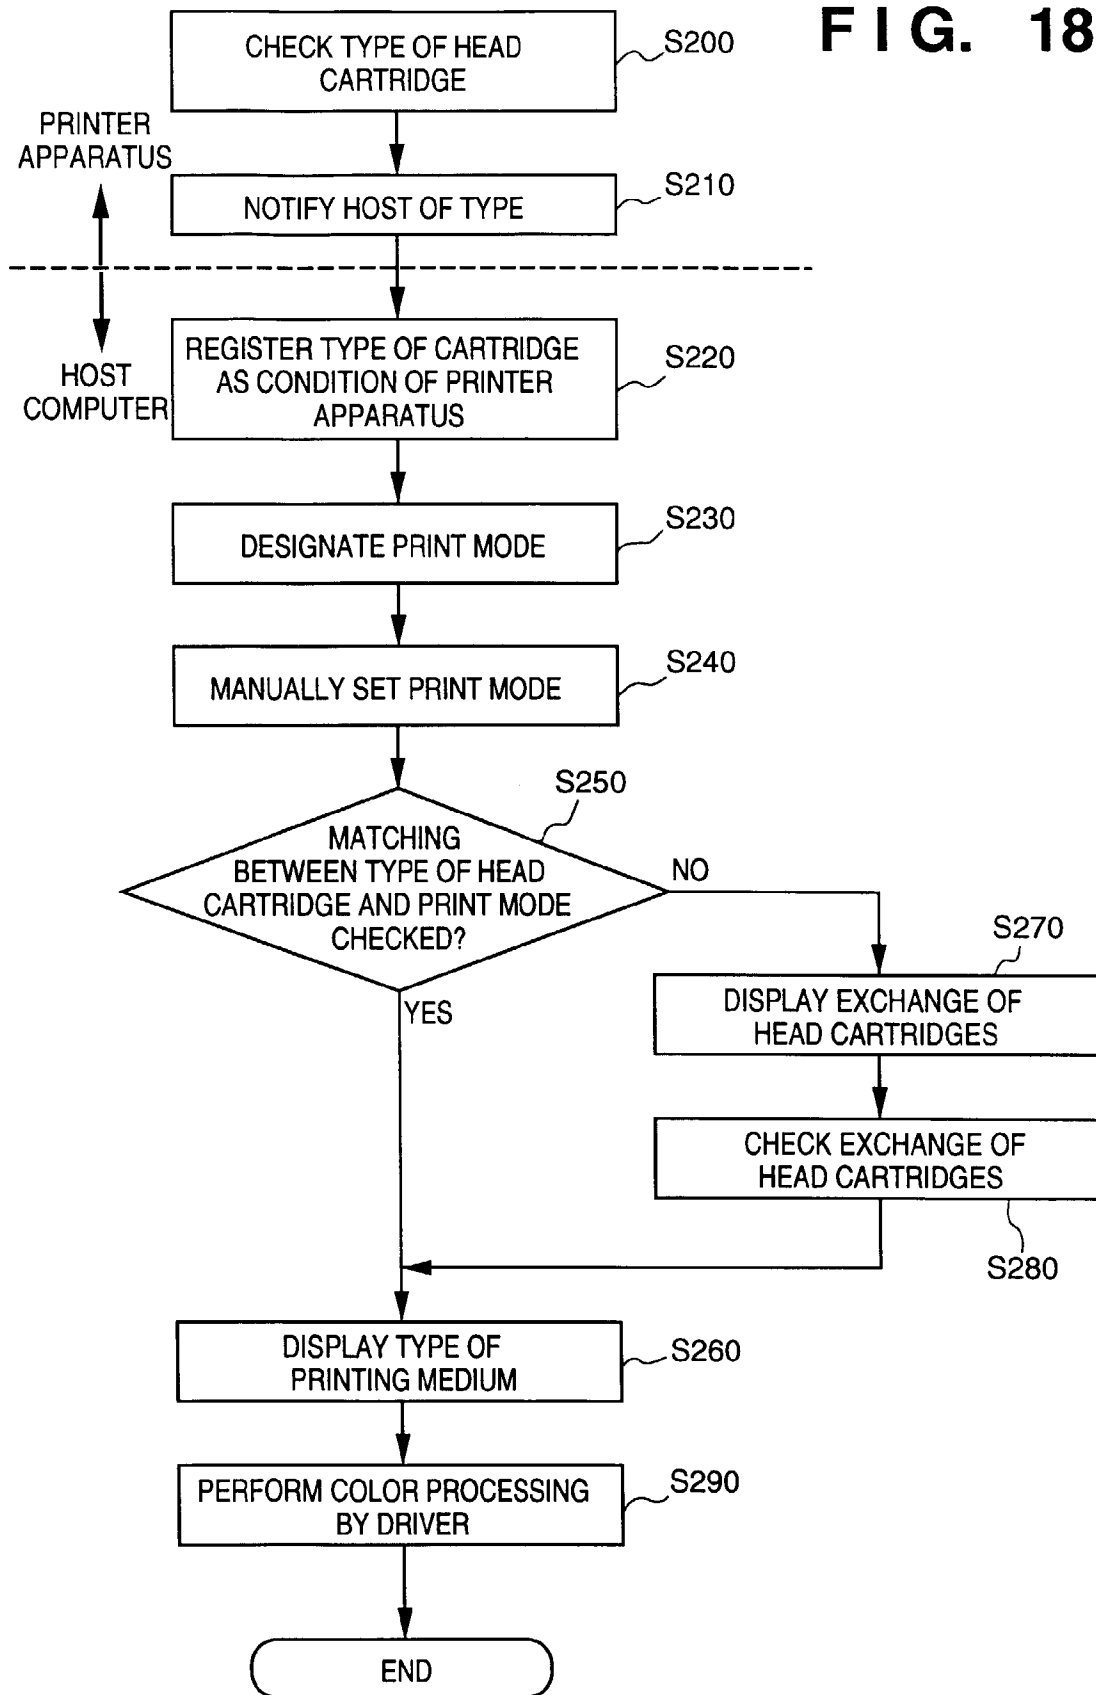 FIG. 18
CHECK TYPE OF HEAD
CARTRIDGE
S200
PRINTER
APPARATUS
NOTIFY HOST OF TYPE
S210
HOST
COMPUTER
REGISTER TYPE OF CARTRIDGE
AS CONDITION OF PRINTER
APPARATUS
S220
DESIGNATE PRINT MODE
S230
MANUALLY SET PRINT MODE
S240
S250
MATCHING
BETWEEN TYPE OF HEAD
CARTRIDGE AND PRINT MODE
CHECKED?
NO
YES
S270
DISPLAY EXCHANGE OF
HEAD CARTRIDGES
CHECK EXCHANGE OF
HEAD CARTRIDGES
S280
DISPLAY TYPE OF
PRINTING MEDIUM
S260
PERFORM COLOR PROCESSING
BY DRIVER
S290
END